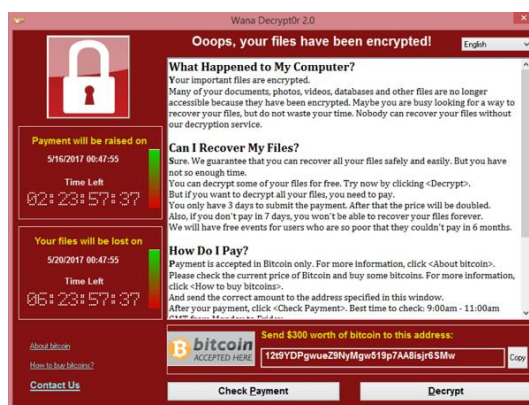 Wana Decrypt0r 2.0
Ooops, your files have been encrypted!
English
What Happened to My Computer?
Your important files are encrypted.
Many of your documents, photos, videos, databases and other files are no longer
accessible because they have been encrypted. Maybe you are busy looking for a way to
recover your files, but do not waste your time. Nobody can recover your files without
our decryption service.
Can I Recover My Files?
Sure. We guarantee that you can recover all your files safely and easily. But you have
not so enough time.
You can decrypt some of your files for free. Try now by clicking <Decrypt>.
But if you want to decrypt all your files, you need to pay.
You only have 3 days to submit the payment. After that the price will be doubled.
Also, if you don't pay in 7 days, you won't be able to recover your files forever.
We will have free events for users who are so poor that they couldn't pay in 6 months.
How Do I Pay?
Payment is accepted in Bitcoin only. For more information, click <About bitcoin>.
Please check the current price of Bitcoin and buy some bitcoins. For more information,
click <How to buy bitcoins>.
And send the correct amount to the address specified in this window.
After your payment, click <Check Payment>. Best time to check: 9:00am - 11:00am
GMT from Monday to Friday.
Payment will be raised on
5/16/2017 00:47:55
Time Left
02:23:57:37
Your files will be lost on
5/20/2017 00:47:55
Time Left
06:23:57:37
About bitcoin
How to buy bitcoins?
Contact Us
bitcoin
ACCEPTED HERE
Send $300 worth of bitcoin to this address:
12t9YDPgwueZ9NyMgw519p7AA8isjr6SMw
Copy
Check Payment
Decrypt